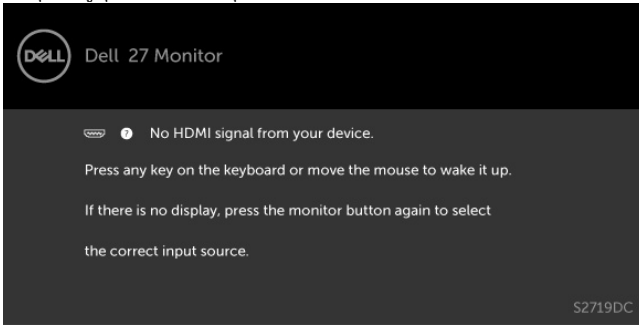 DELL
Dell 27 Monitor
? No HDMI signal from your device.
Press any key on the keyboard or move the mouse to wake it up.
If there is no display, press the monitor button again to select
the correct input source.
S2719DC